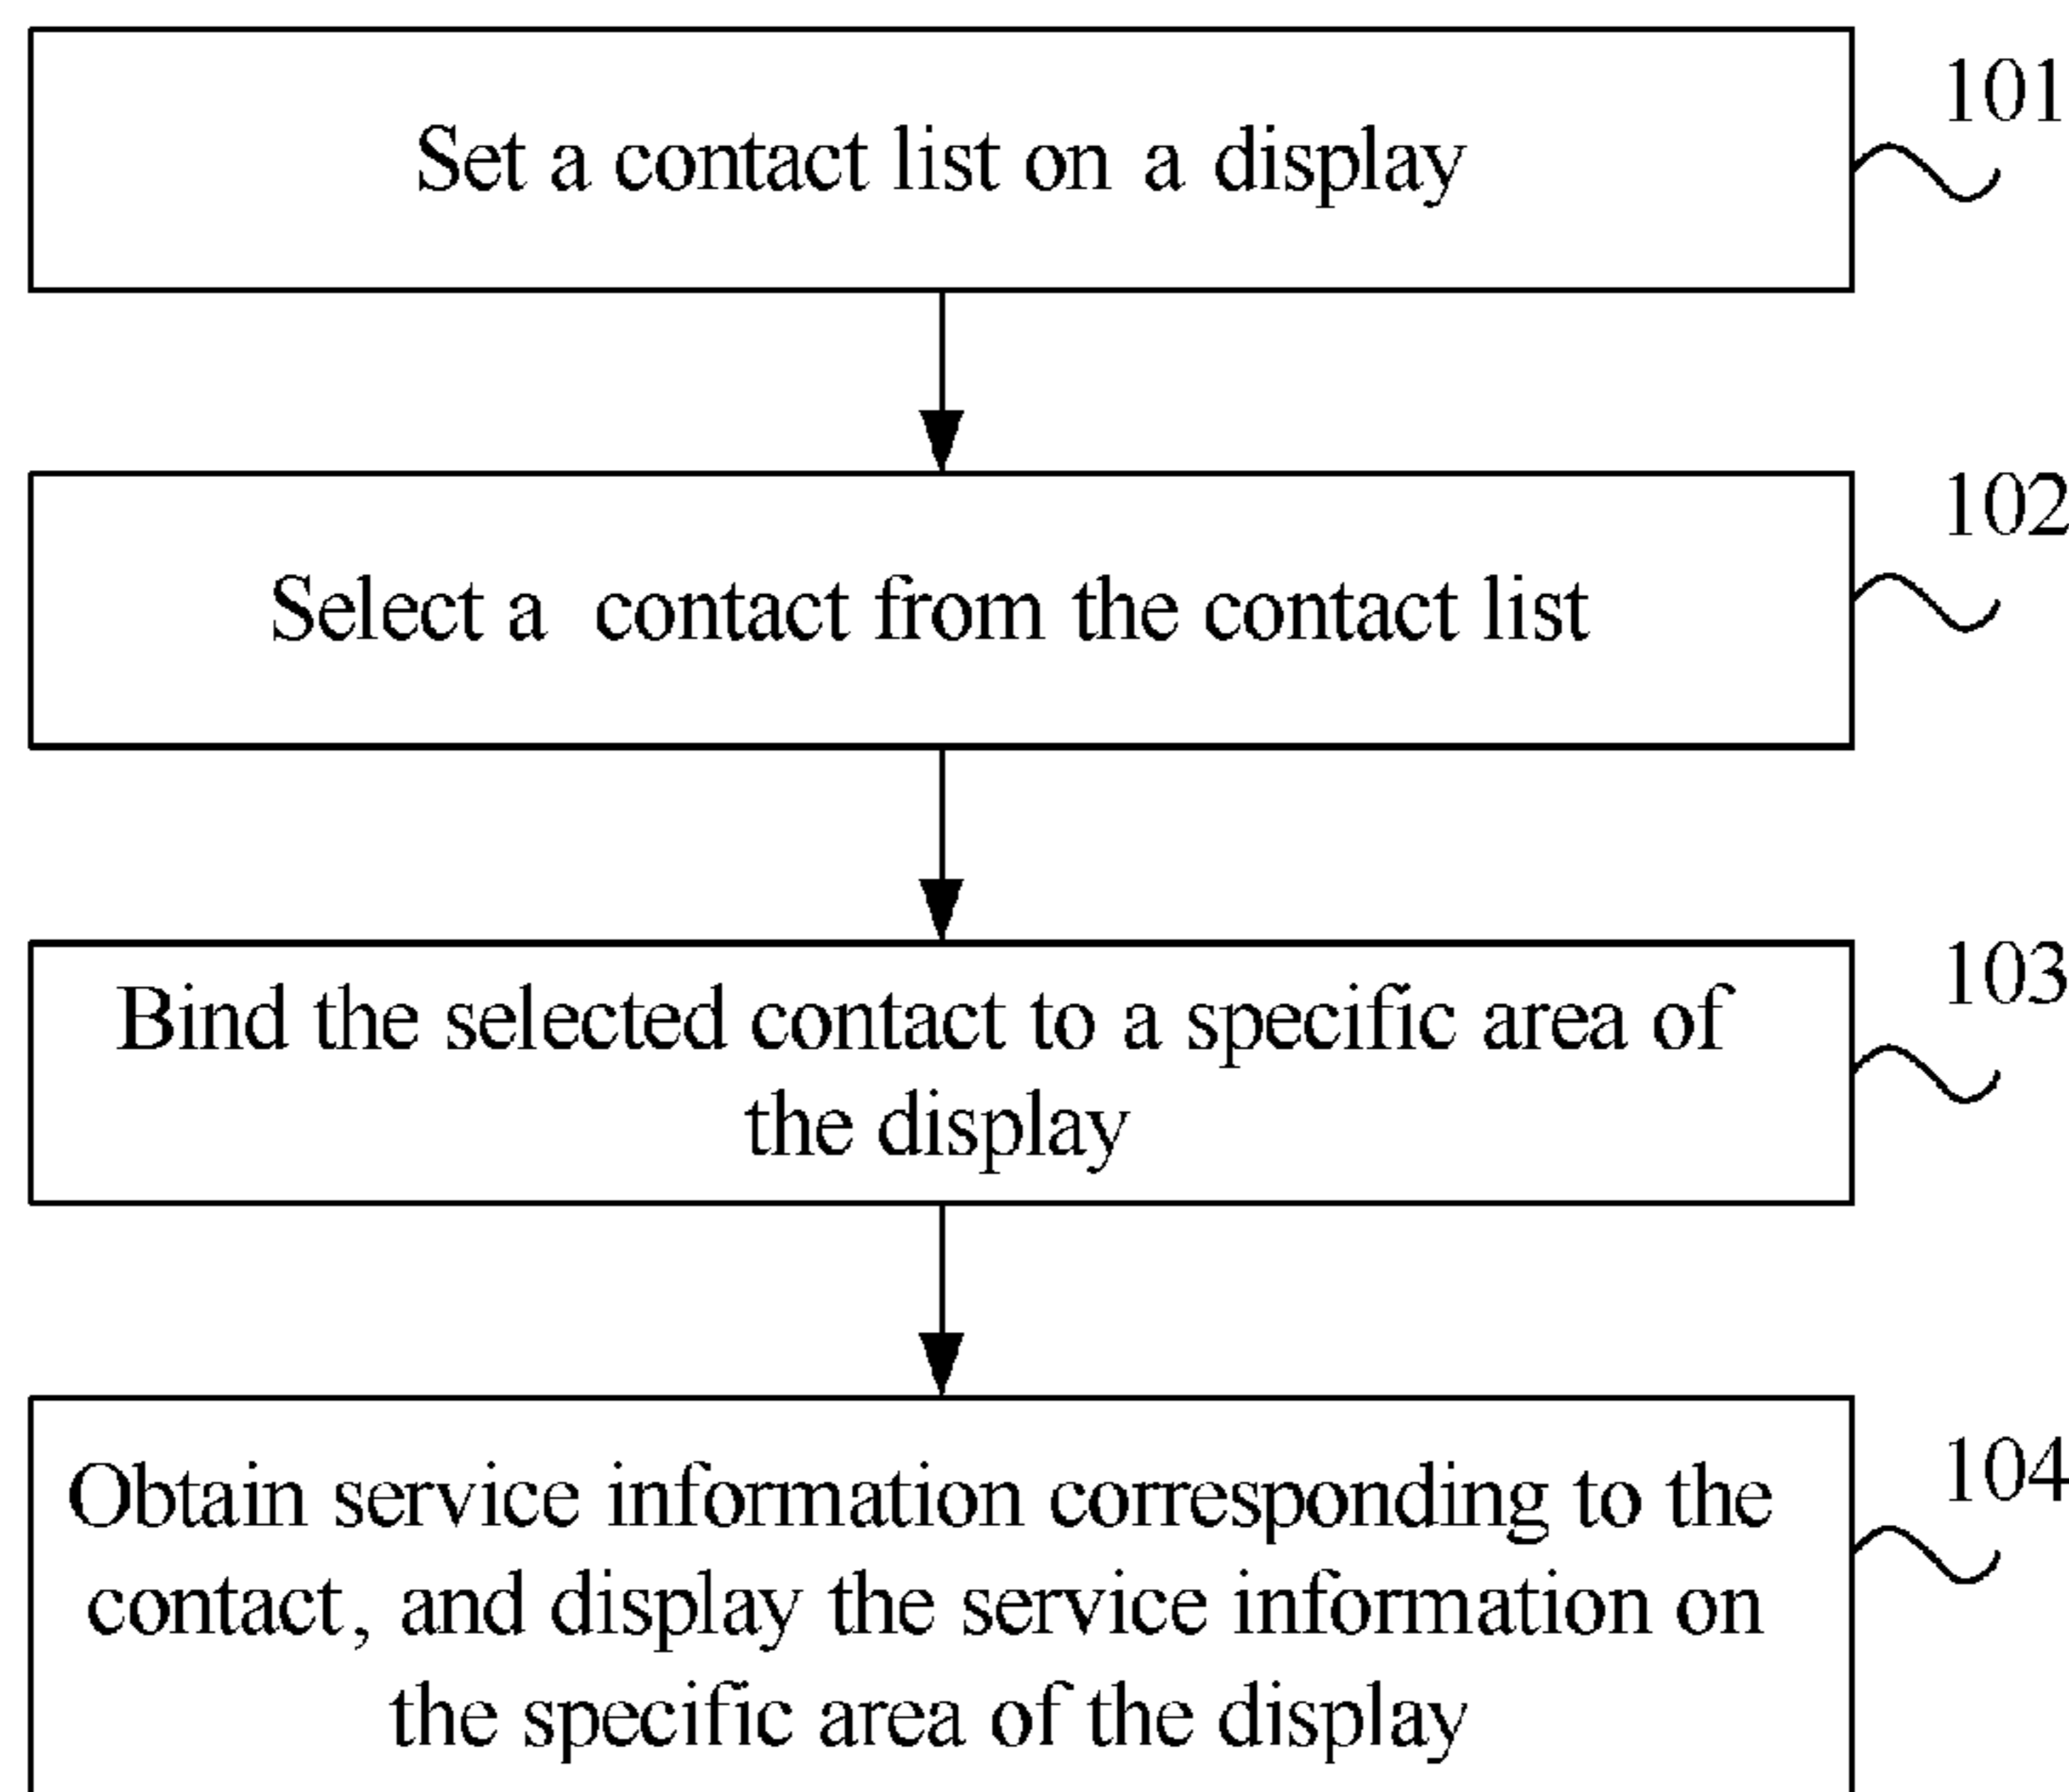 101
Set a contact list on a display
102
Select a contact from the contact list
103
Bind the selected contact to a specific area of
the display
104
Obtain service information corresponding to the
contact, and display the service information on
the specific area of the display